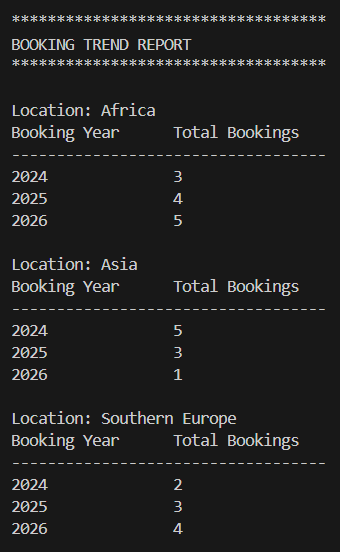 ***********************************
BOOKING TREND REPORT
***********************************
Location: Africa
Booking Year      Total Bookings
-----------------------------------
2024              3
2025              4
2026              5
Location: Asia
Booking Year      Total Bookings
-----------------------------------
2024              5
2025              3
2026              1
Location: Southern Europe
Booking Year      Total Bookings
-----------------------------------
2024              2
2025              3
2026              4